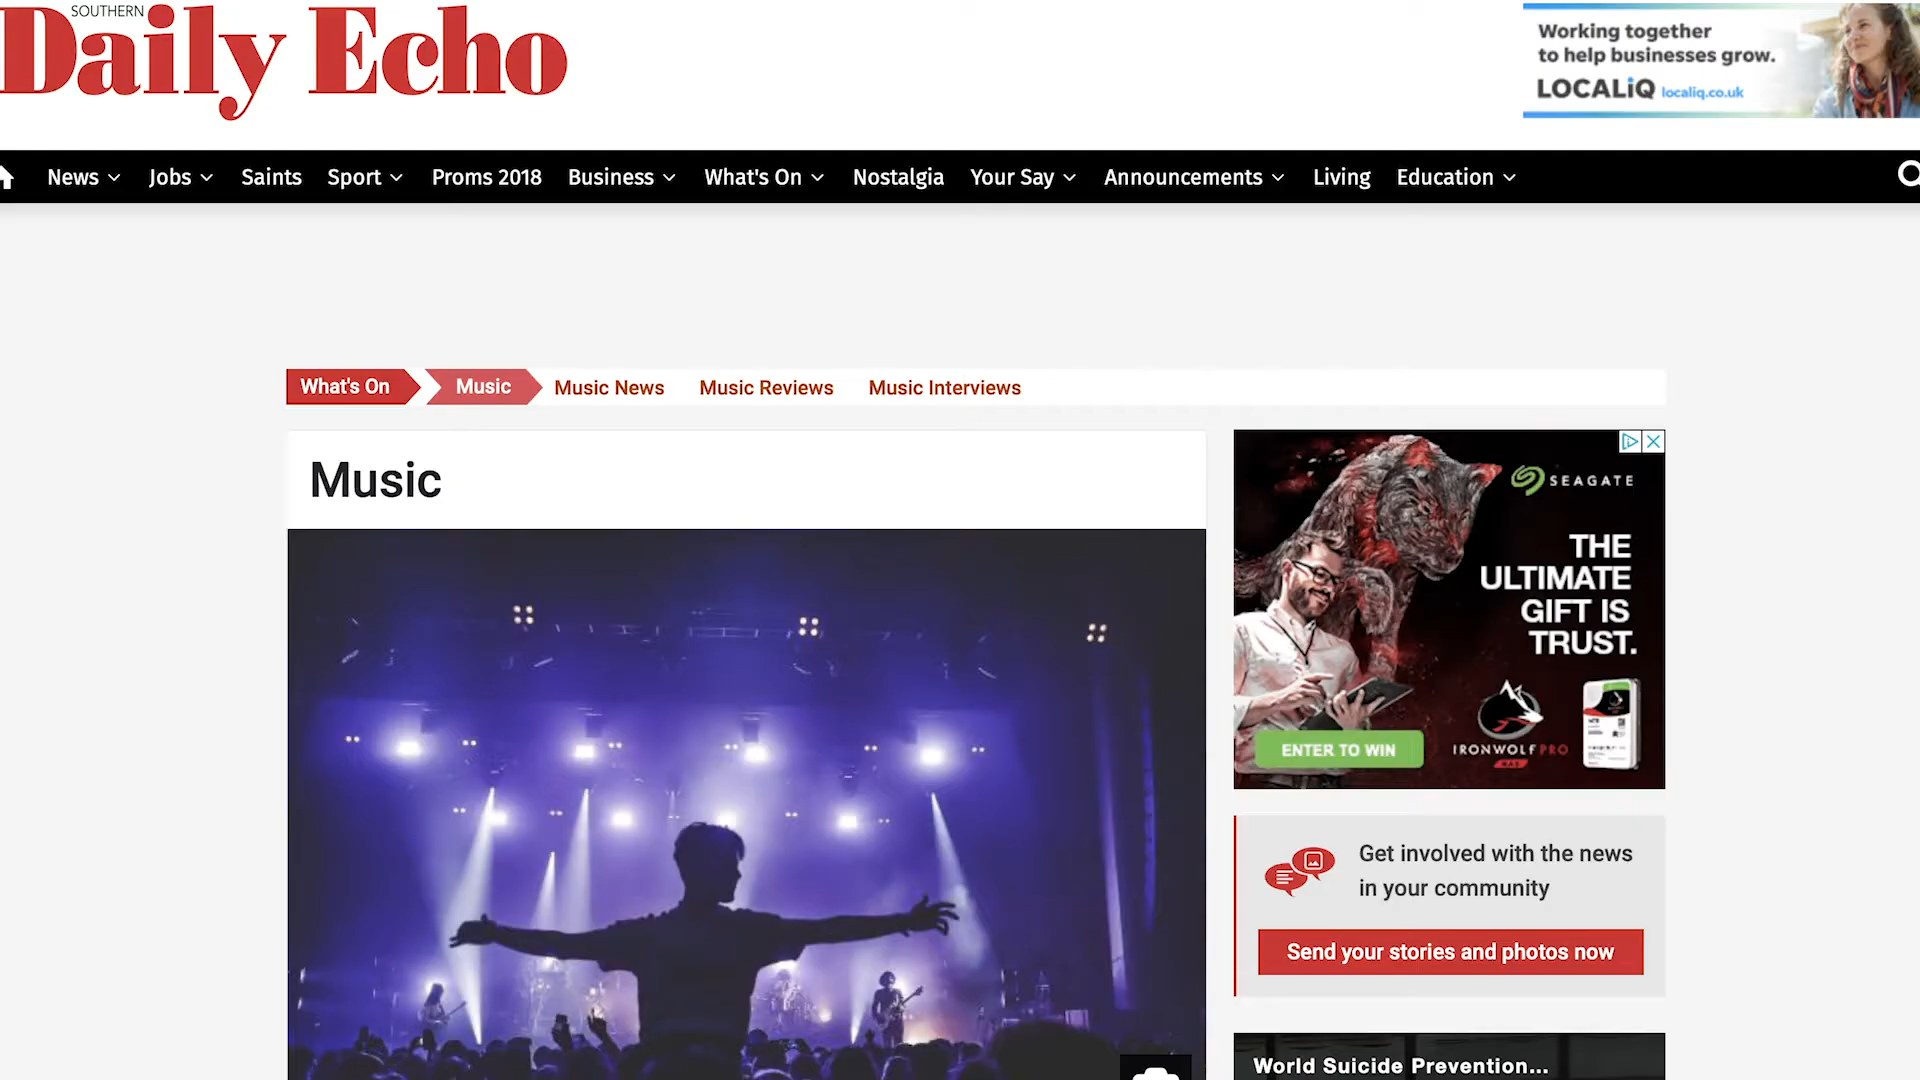 SOUTHERN
Daily Echo
Working together
to help businesses grow.
LOCALiQ localiq.co.uk
News Jobs Saints Sport Proms 2018 Business What's On Nostalgia Your Say Announcements Living Education
What's On Music Music News Music Reviews Music Interviews
Music
SEAGATE
THE
ULTIMATE
GIFT IS
TRUST.
IRONWOLF PRO
NAS
ENTER TO WIN
Get involved with the news
in your community
Send your stories and photos now
World Suicide Prevention...